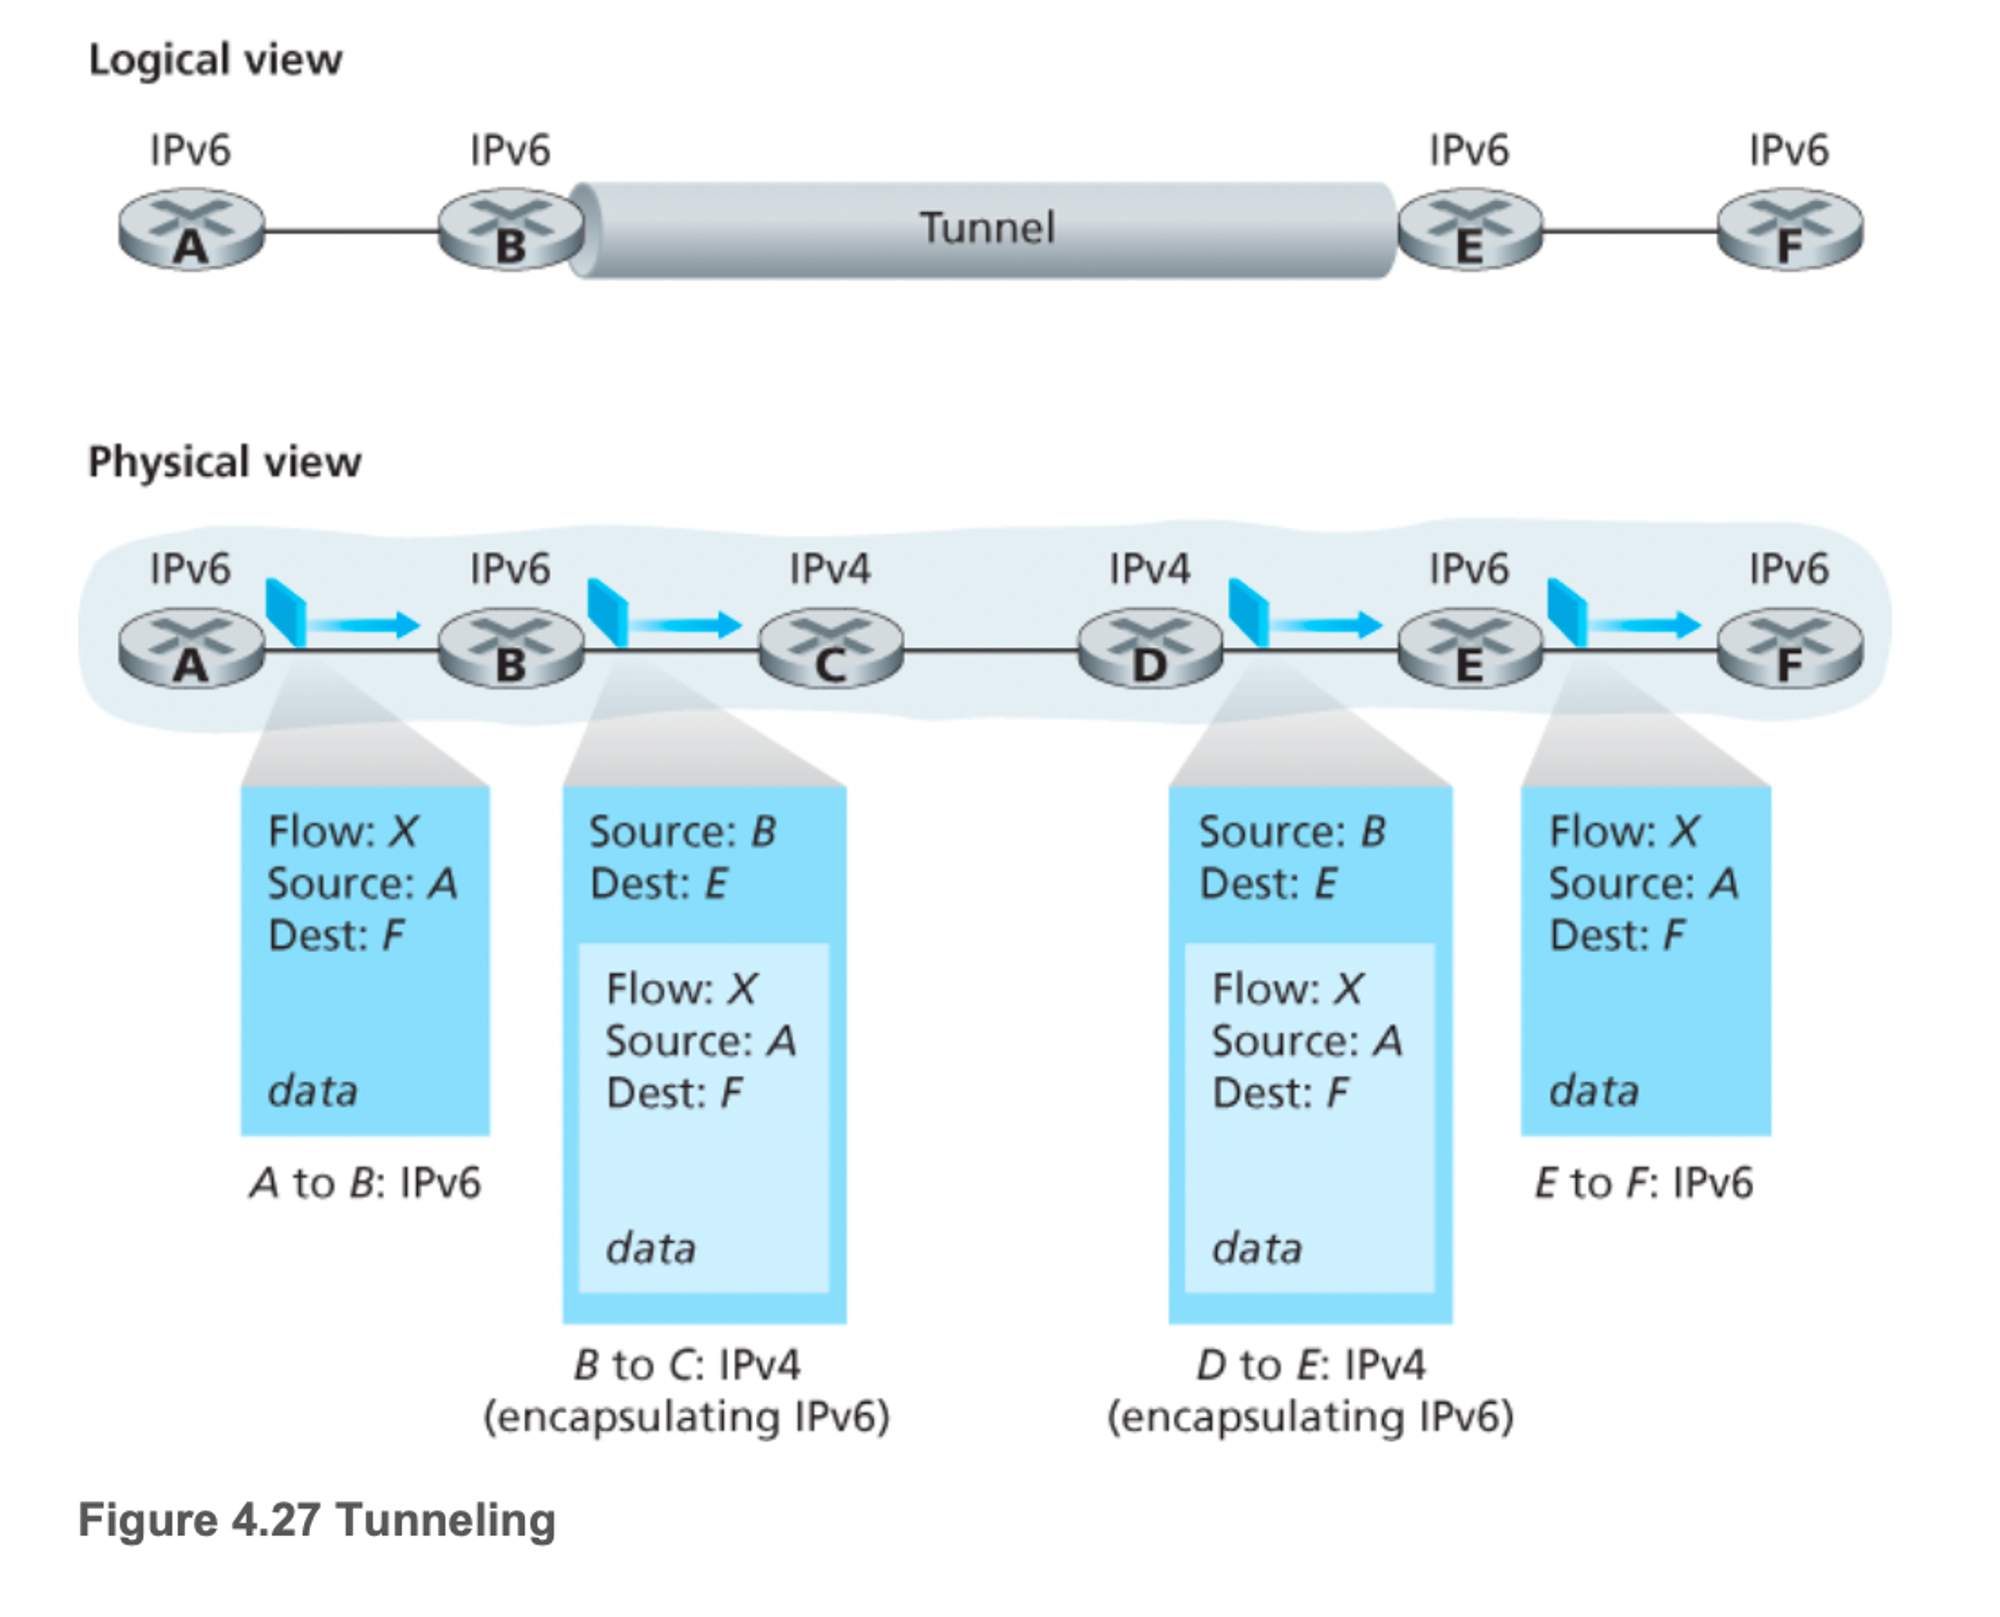 Logical view
IPv6 IPv6 IPv6 IPv6
A B Tunnel E F
Physical view
IPv6 IPv6 IPv4 IPv4 IPv6 IPv6
A B C D E F
Flow: X
Source: A
Dest: F
data
A to B: IPv6
Source: B
Dest: E
Flow: X
Source: A
Dest: F
data
B to C: IPv4
(encapsulating IPv6)
Source: B
Dest: E
Flow: X
Source: A
Dest: F
data
D to E: IPv4
(encapsulating IPv6)
Flow: X
Source: A
Dest: F
data
E to F: IPv6
Figure 4.27 Tunneling